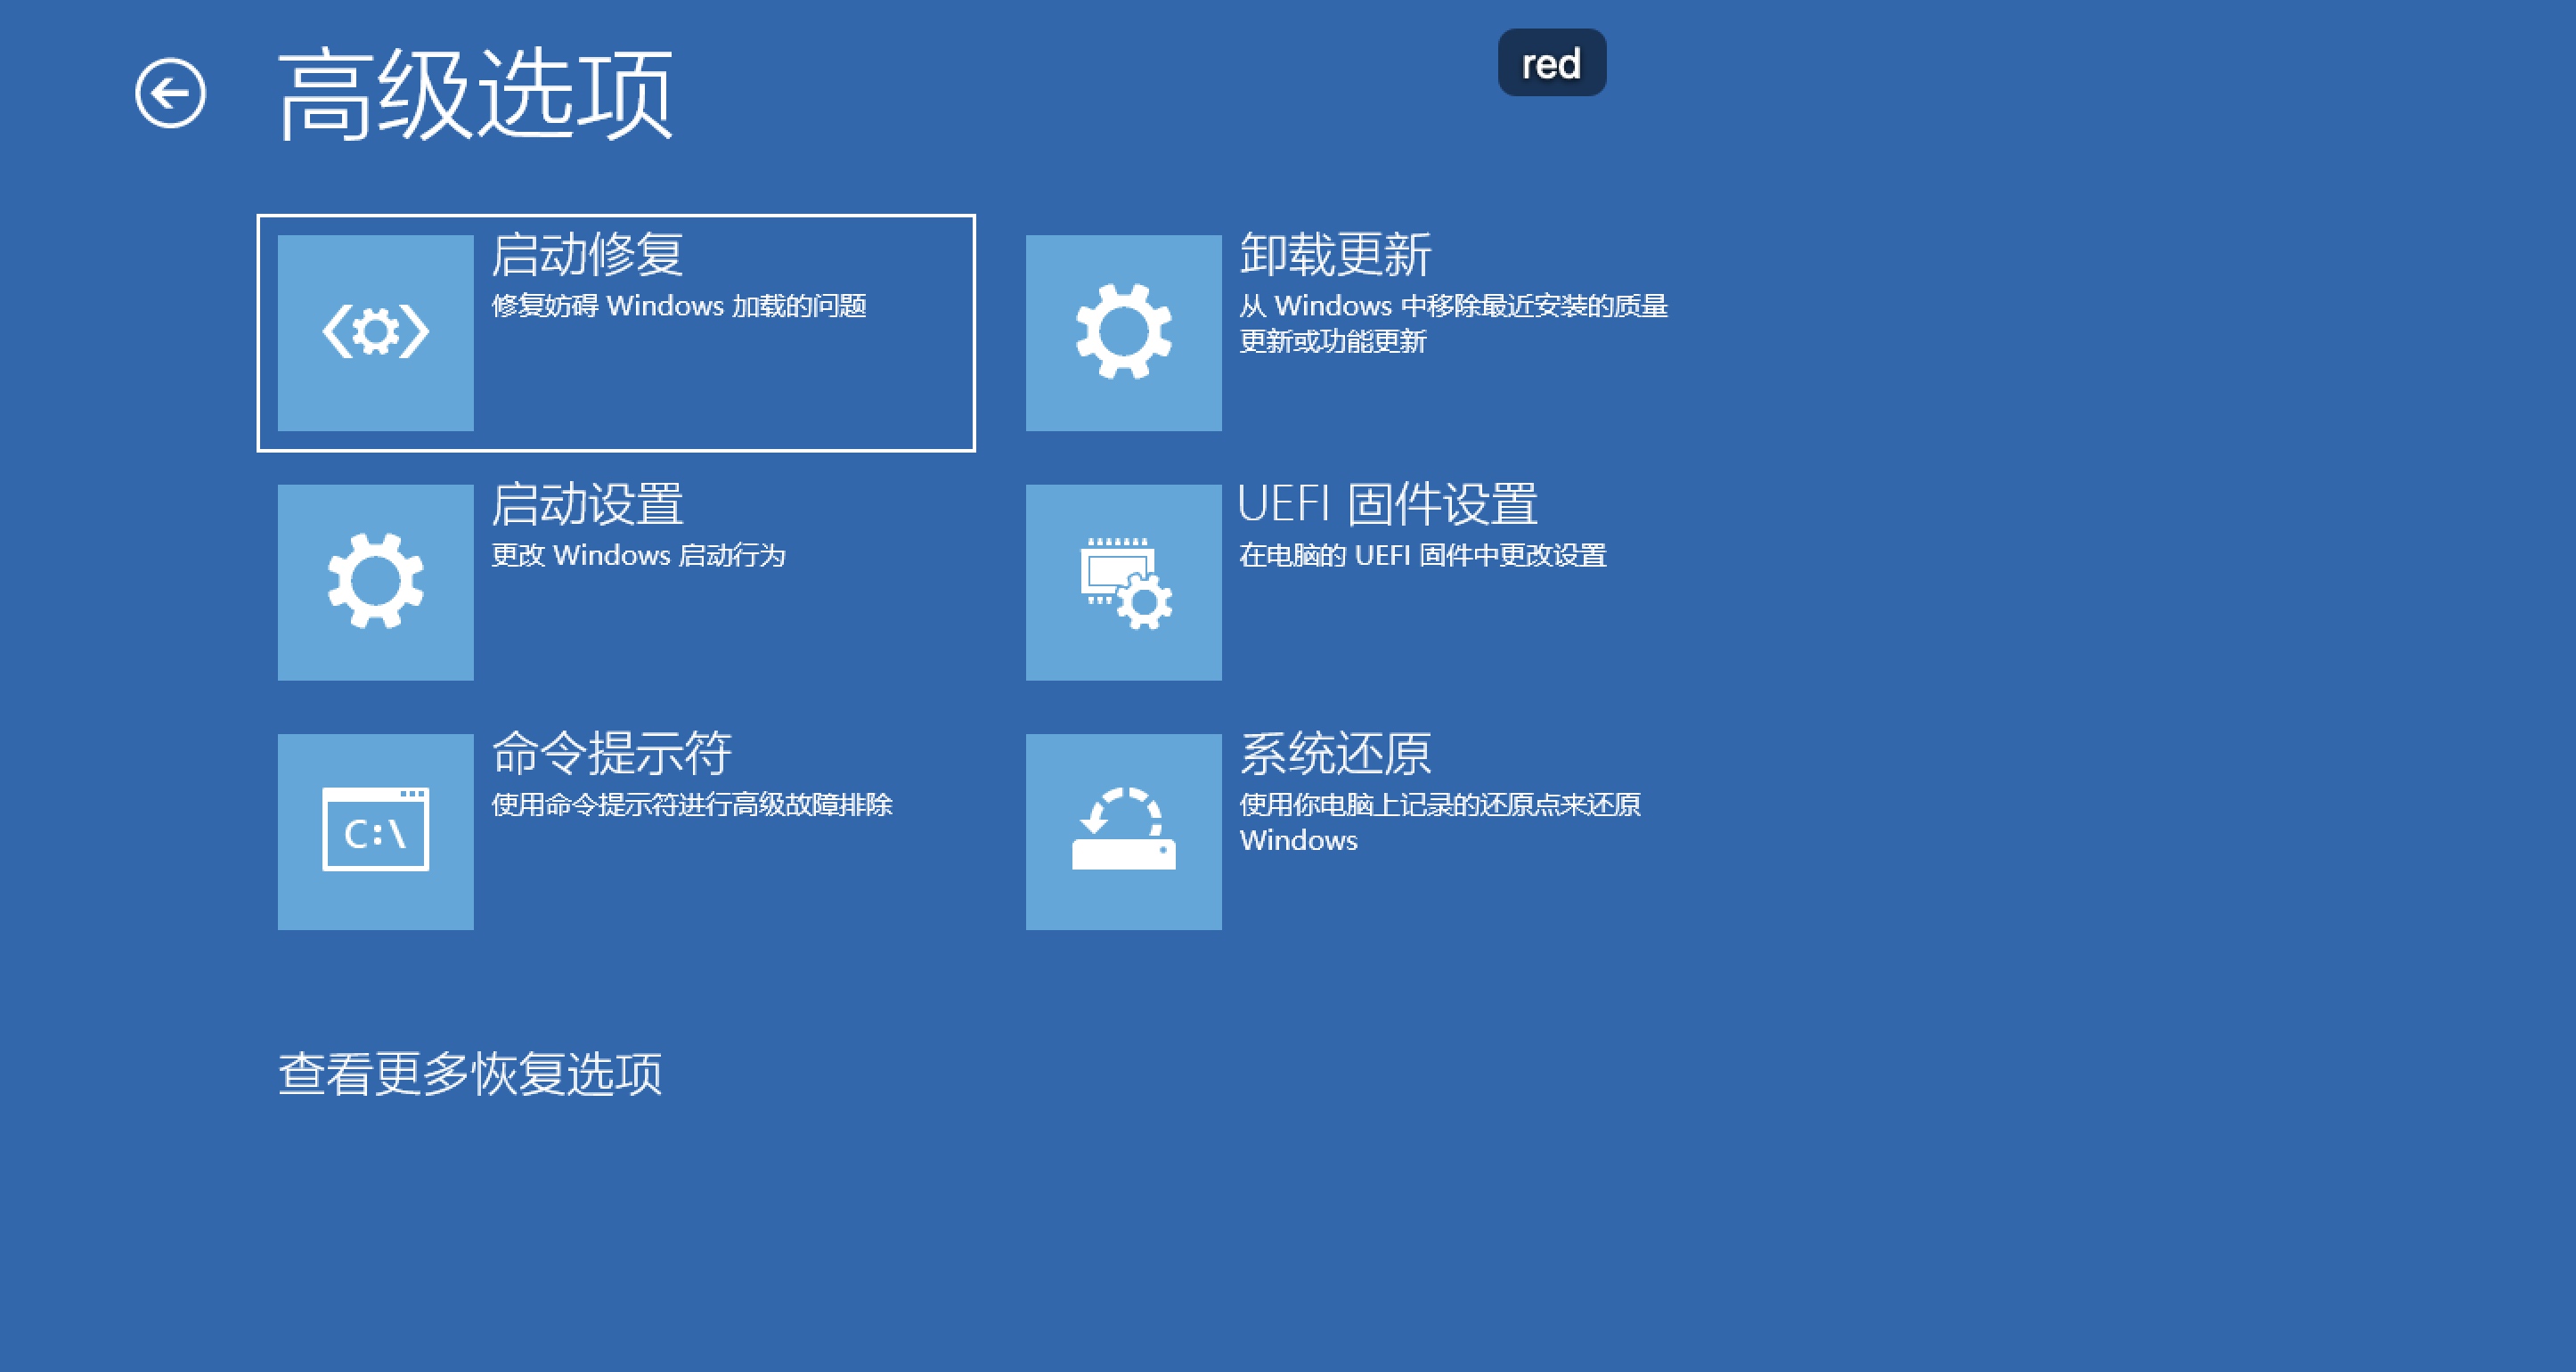 高级选项
red
启动修复
修复妨碍 Windows 加载的问题
卸载更新
从 Windows 中移除最近安装的质量
更新或功能更新
启动设置
更改 Windows 启动行为
UEFI 固件设置
在电脑的 UEFI 固件中更改设置
命令提示符
使用命令提示符进行高级故障排除
C:\
系统还原
使用你电脑上记录的还原点来还原
Windows
查看更多恢复选项